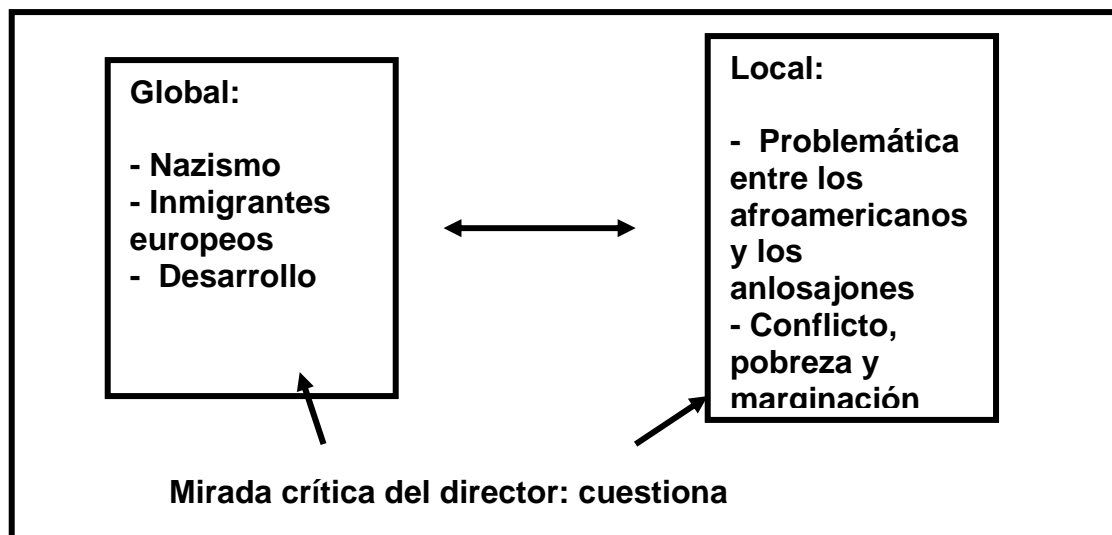 Global:
- Nazismo
- Inmigrantes
europeos
- Desarrollo
Local:
- Problemática
entre los
afroamericanos
y los
anlosajones
- Conflicto,
pobreza y
marginación
Mirada crítica del director: cuestiona